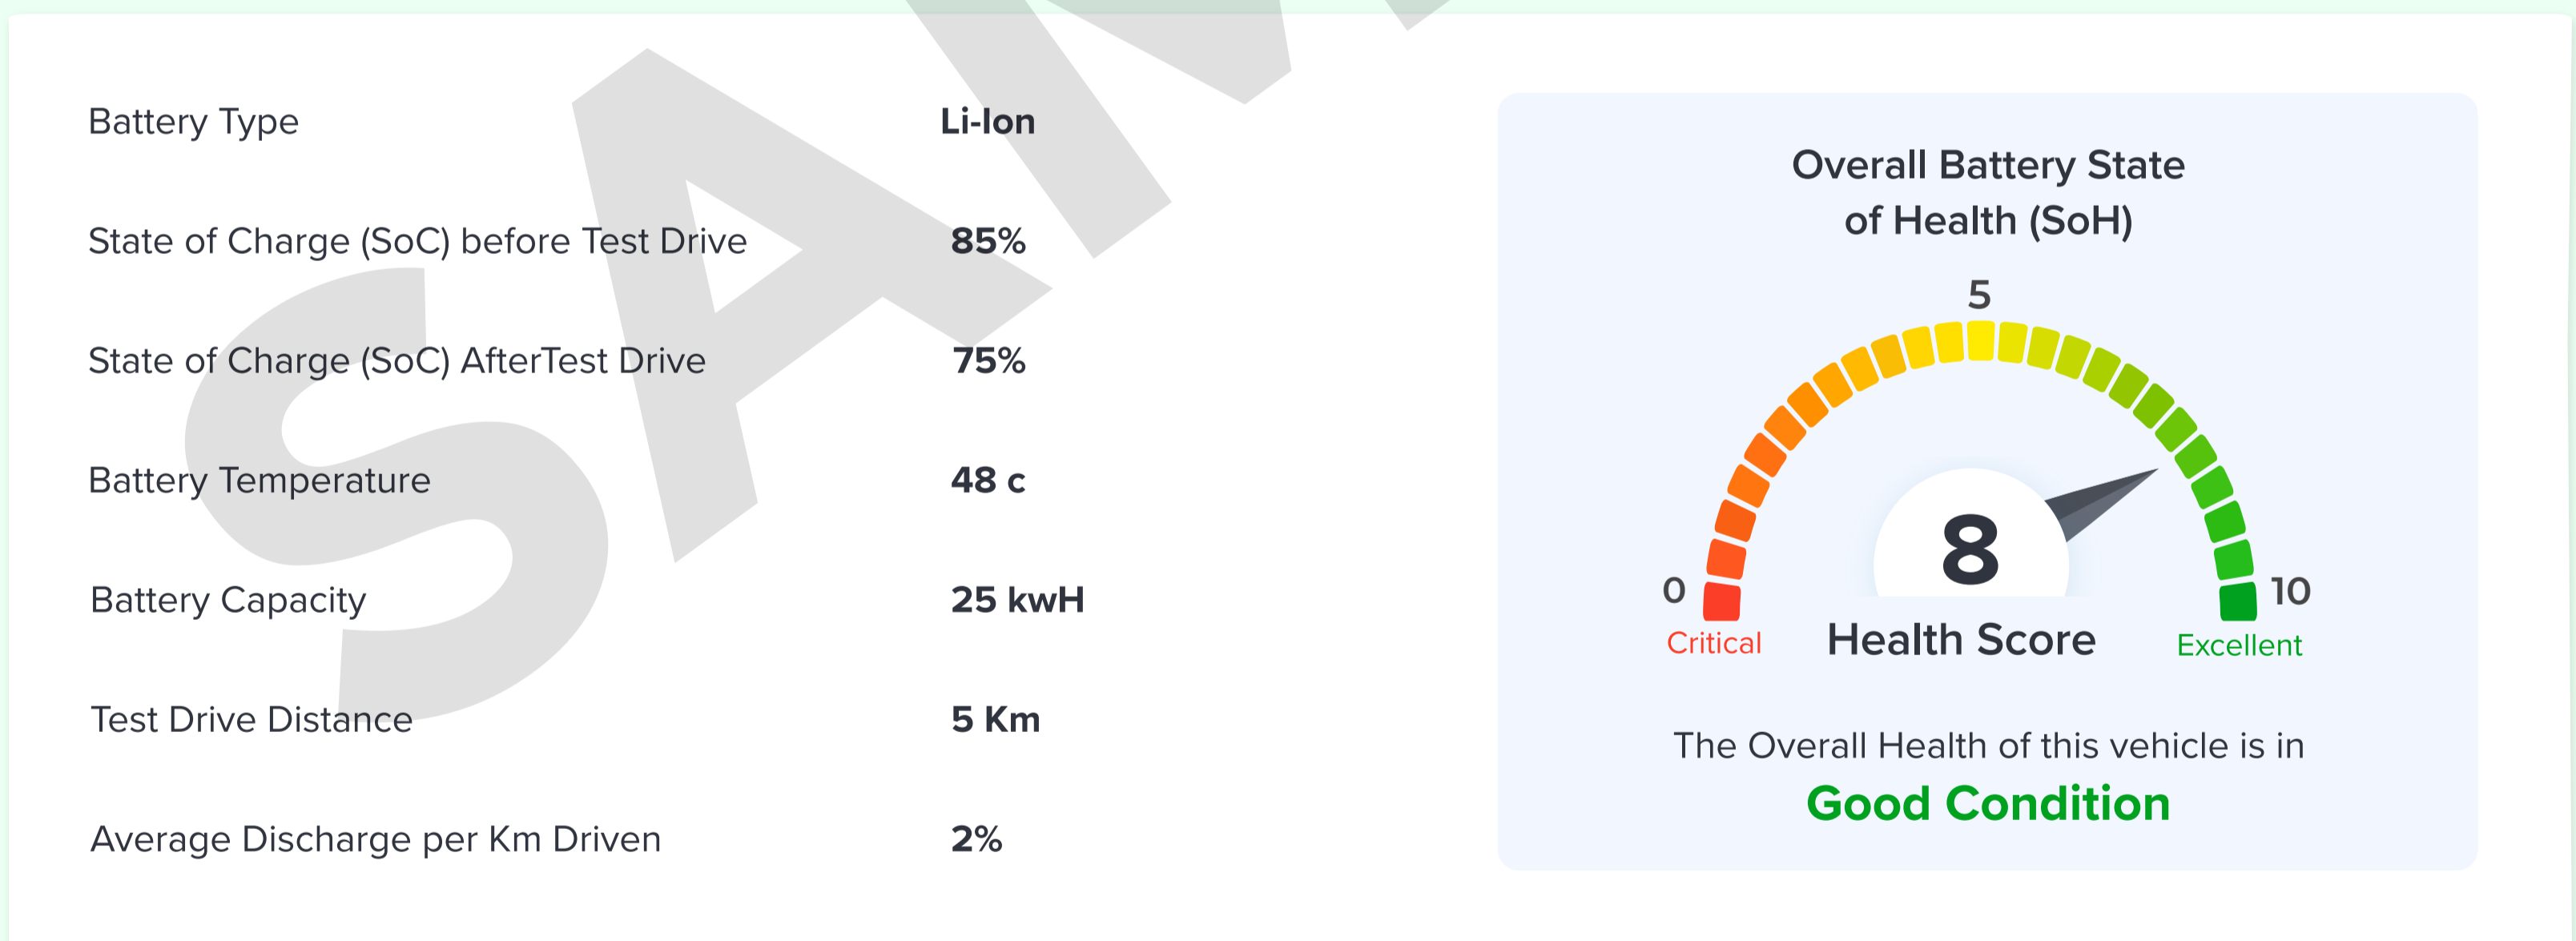 Battery Type Li-Ion
State of Charge (SoC) before Test Drive 85%
State of Charge (SoC) AfterTest Drive 75%
Battery Temperature 48 c
Battery Capacity 25 kwH
Test Drive Distance 5 Km
Average Discharge per Km Driven 2%
Overall Battery State
of Health (SoH)
5
0
8
10
Critical
Health Score
Excellent
The Overall Health of this vehicle is in
Good Condition
SAM